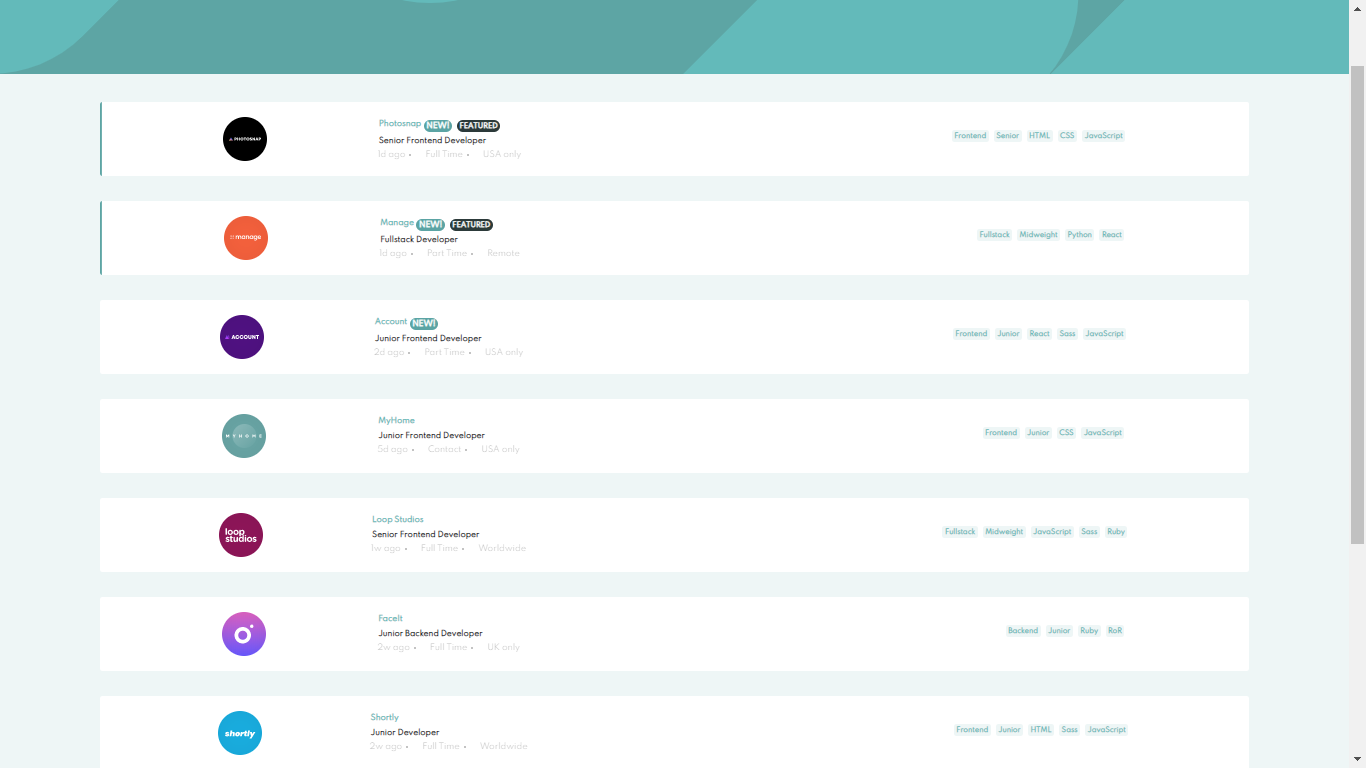 PHOTOSNAP
Photosnap NEW! FEATURED
Senior Frontend Developer
1d ago • Full Time • USA only
Frontend Senior HTML CSS JavaScript
manage
Manage NEW! FEATURED
Fullstack Developer
1d ago • Part Time • Remote
Fullstack Midweight Python React
ACCOUNT
Account NEW!
Junior Frontend Developer
2d ago • Part Time • USA only
Frontend Junior React Sass JavaScript
MYHOME
MyHome
Junior Frontend Developer
5d ago • Contact • USA only
Frontend Junior CSS JavaScript
loop
studios
Loop Studios
Senior Frontend Developer
1w ago • Full Time • Worldwide
Fullstack Midweight JavaScript Sass Ruby
FaceIt
Junior Backend Developer
2w ago • Full Time • UK only
Backend Junior Ruby RoR
shortly
Shortly
Junior Developer
2w ago • Full Time • Worldwide
Frontend Junior HTML Sass JavaScript